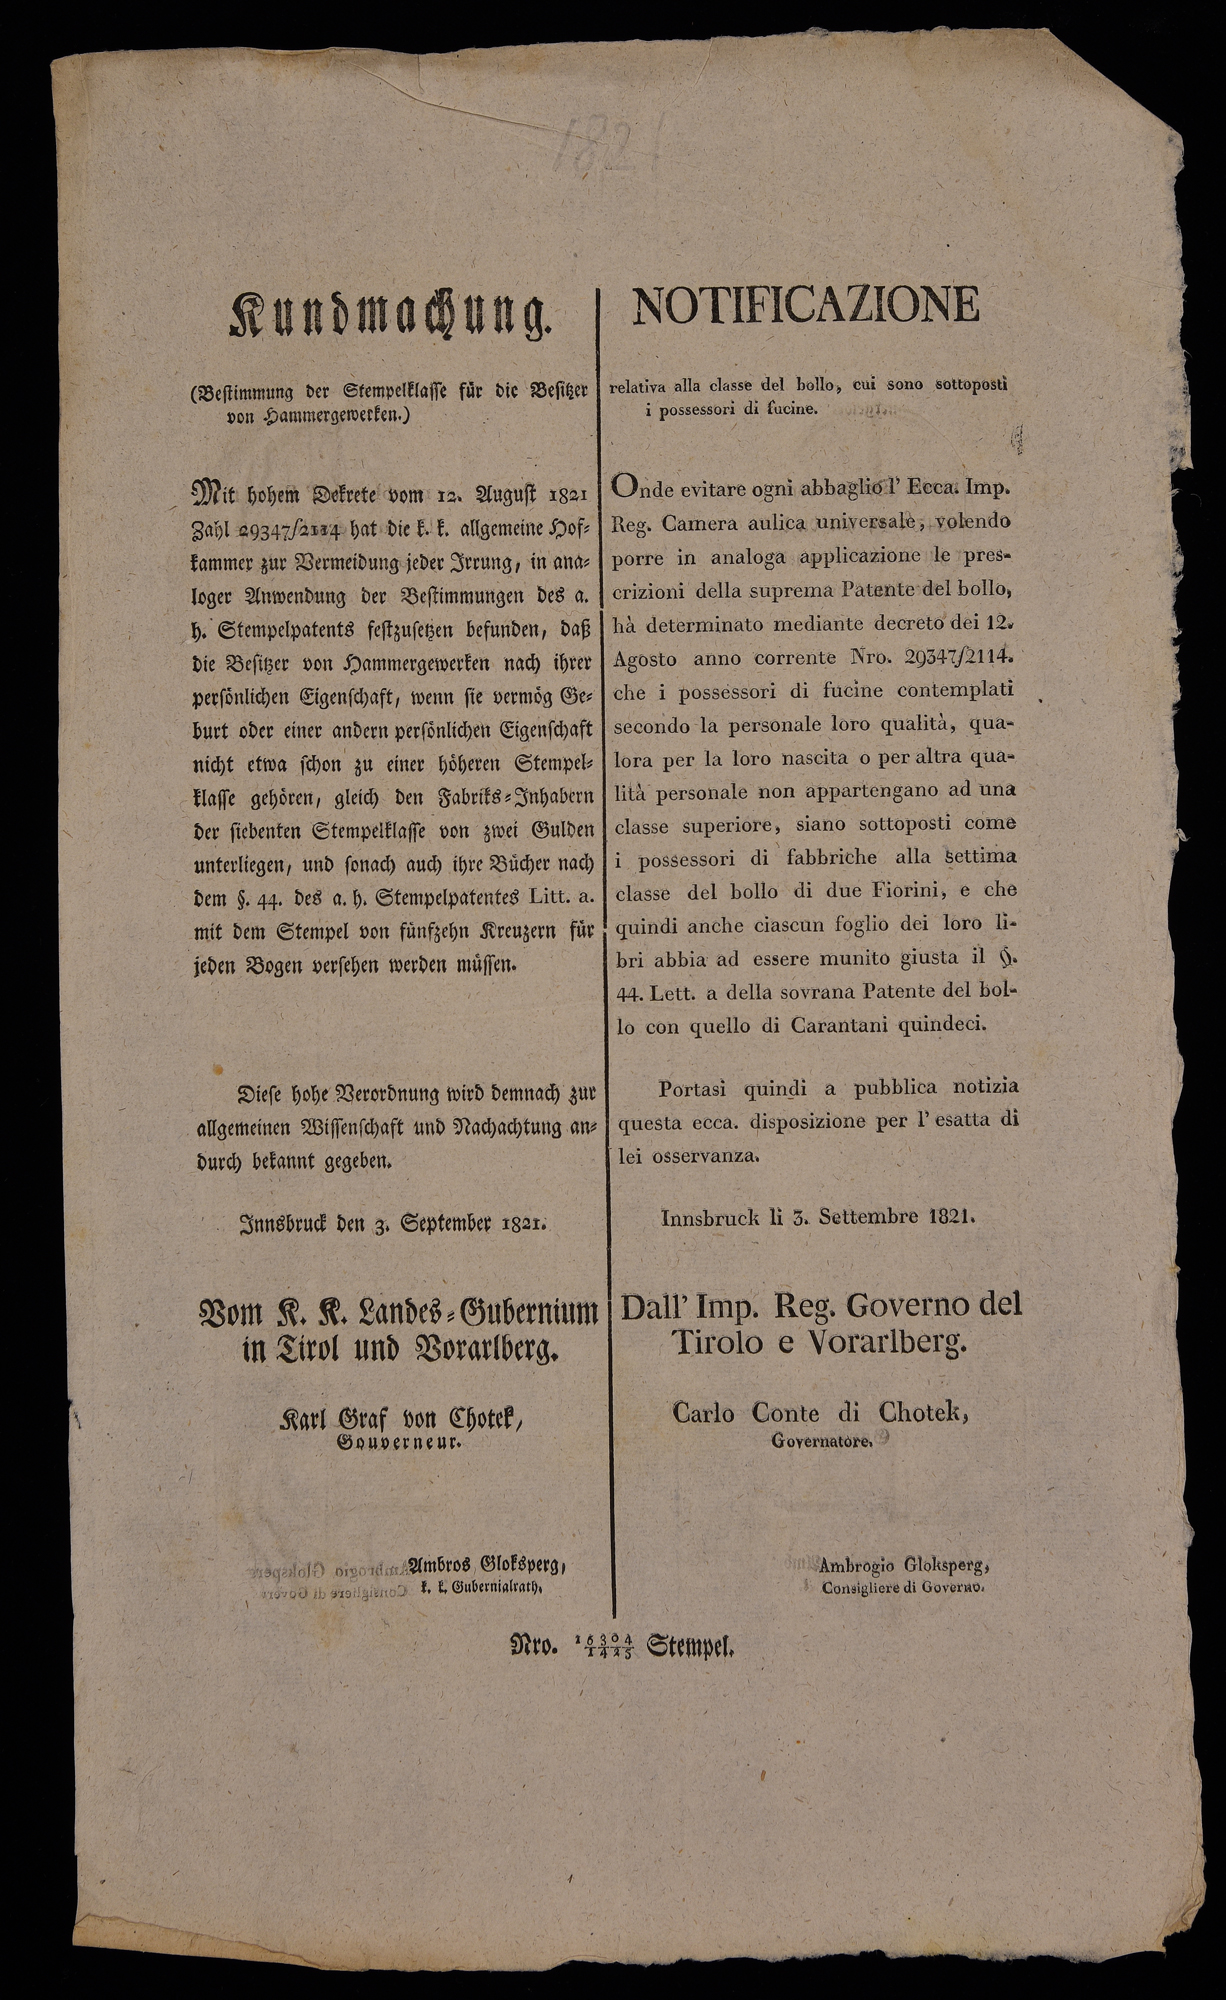 1821
Kundmachung.
(Bestimmung der Stempelklasse für die Besitzer
von Hammergewerken.)
Mit hohem Dekrete vom 12. August 1821
Zahl 29347/2114 hat die k. k. allgemeine Hof-
kammer zur Vermeidung jeder Irrung, in ana-
loger Anwendung der Bestimmungen des a.
h. Stempelpatents festzusetzen befunden, daß
die Besitzer von Hammergewerken nach ihrer
persönlichen Eigenschaft, wenn sie vermög Ge-
burt oder einer andern persönlichen Eigenschaft
nicht etwa schon zu einer höheren Stempel-
klasse gehören, gleich den Fabriks-Inhabern
der siebenten Stempelklasse von zwei Gulden
unterliegen, und sonach auch ihre Bücher nach
dem §. 44. des a. h. Stempelpatentes Litt. a.
mit dem Stempel von fünfzehn Kreuzern für
jeden Bogen versehen werden müssen.
Diese hohe Verordnung wird demnach zur
allgemeinen Wissenschaft und Nachachtung an-
durch bekannt gegeben.
Innsbruck den 3. September 1821.
Vom K. K. Landes-Gubernium
in Tirol und Vorarlberg.
Karl Graf von Chotek,
Gouverneur.
Ambros Gloksperg,
k. k. Gubernialrath.
NOTIFICAZIONE
relativa alla classe del bollo, cui sono sottoposti
i possessori di fucine.
Onde evitare ogni abbaglio l' Ecca. Imp.
Reg. Camera aulica universale, volendo
porre in analoga applicazione le pres-
crizioni della suprema Patente del bollo,
hà determinato mediante decreto dei 12.
Agosto anno corrente Nro. 29347/2114.
che i possessori di fucine contemplati
secondo la personale loro qualità, qua-
lora per la loro nascita o per altra qua-
lità personale non appartengano ad una
classe superiore, siano sottoposti come
i possessori di fabbriche alla settima
classe del bollo di due Fiorini, e che
quindi anche ciascun foglio dei loro li-
bri abbia ad essere munito giusta il §.
44. Lett. a della sovrana Patente del bol-
lo con quello di Carantani quindeci.
Portasi quindi a pubblica notizia
questa ecca. disposizione per l' esatta di
lei osservanza.
Innsbruck li 3. Settembre 1821.
Dall' Imp. Reg. Governo del
Tirolo e Vorarlberg.
Carlo Conte di Chotek,
Governatore.
Ambrogio Gloksperg,
Consigliere di Governo.
Nro. 16304/1425 Stempel.